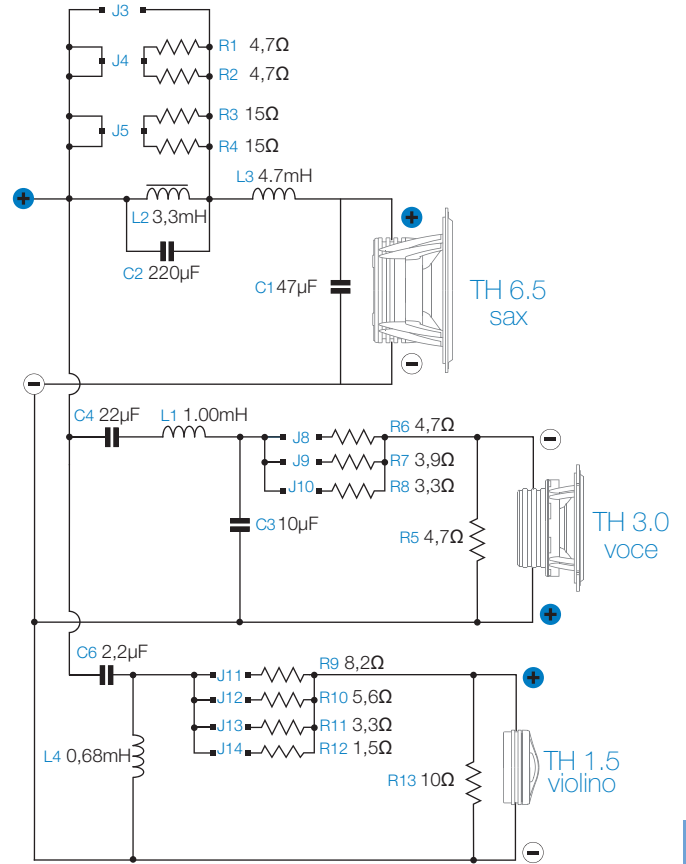 J3
R1 4,7Ω
J4
R2 4,7Ω
R3 15Ω
J5
R4 15Ω
L3 4.7mH
+
L2 3,3mH
+
C2 220µF
C1 47µF
TH 6.5
sax
−
−
C4 22µF
L1 1.00mH
R6 4,7Ω
J8
−
J9
R7 3,9Ω
J10
R8 3,3Ω
C3 10µF
R5 4,7Ω
TH 3.0
voce
+
C6 2,2µF
R9 8,2Ω
J11
+
J12
R10 5,6Ω
J13
R11 3,3Ω
J14
R12 1,5Ω
L4 0,68mH
R13 10Ω
TH 1.5
violino
−